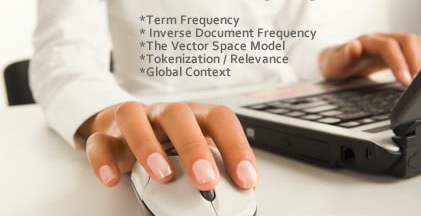 *Term Frequency
* Inverse Document Frequency
*The Vector Space Model
*Tokenization / Relevance
*Global Context